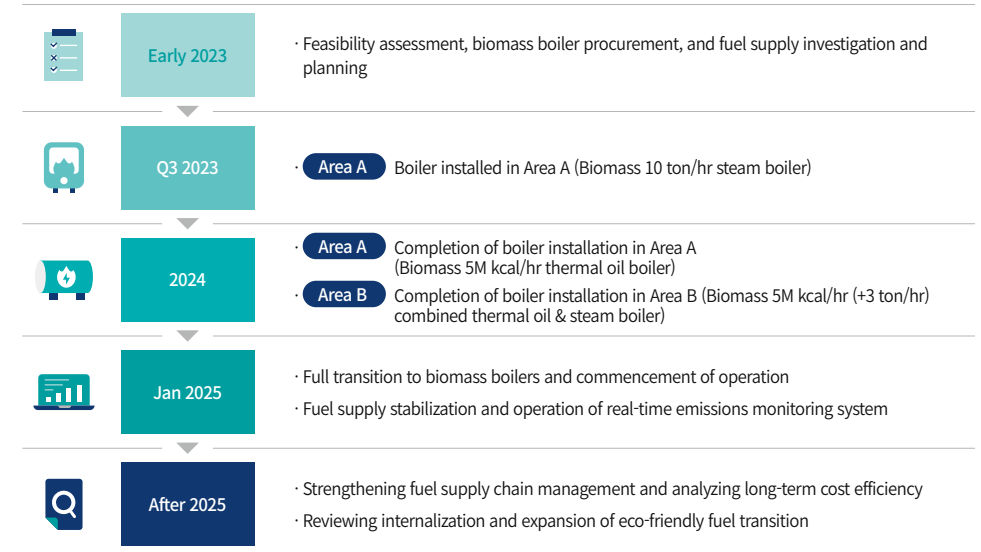 Early 2023
· Feasibility assessment, biomass boiler procurement, and fuel supply investigation and
planning
Q3 2023
· Area A Boiler installed in Area A (Biomass 10 ton/hr steam boiler)
2024
· Area A Completion of boiler installation in Area A
(Biomass 5M kcal/hr thermal oil boiler)
· Area B Completion of boiler installation in Area B (Biomass 5M kcal/hr (+3 ton/hr)
combined thermal oil & steam boiler)
Jan 2025
· Full transition to biomass boilers and commencement of operation
· Fuel supply stabilization and operation of real-time emissions monitoring system
After 2025
· Strengthening fuel supply chain management and analyzing long-term cost efficiency
· Reviewing internalization and expansion of eco-friendly fuel transition